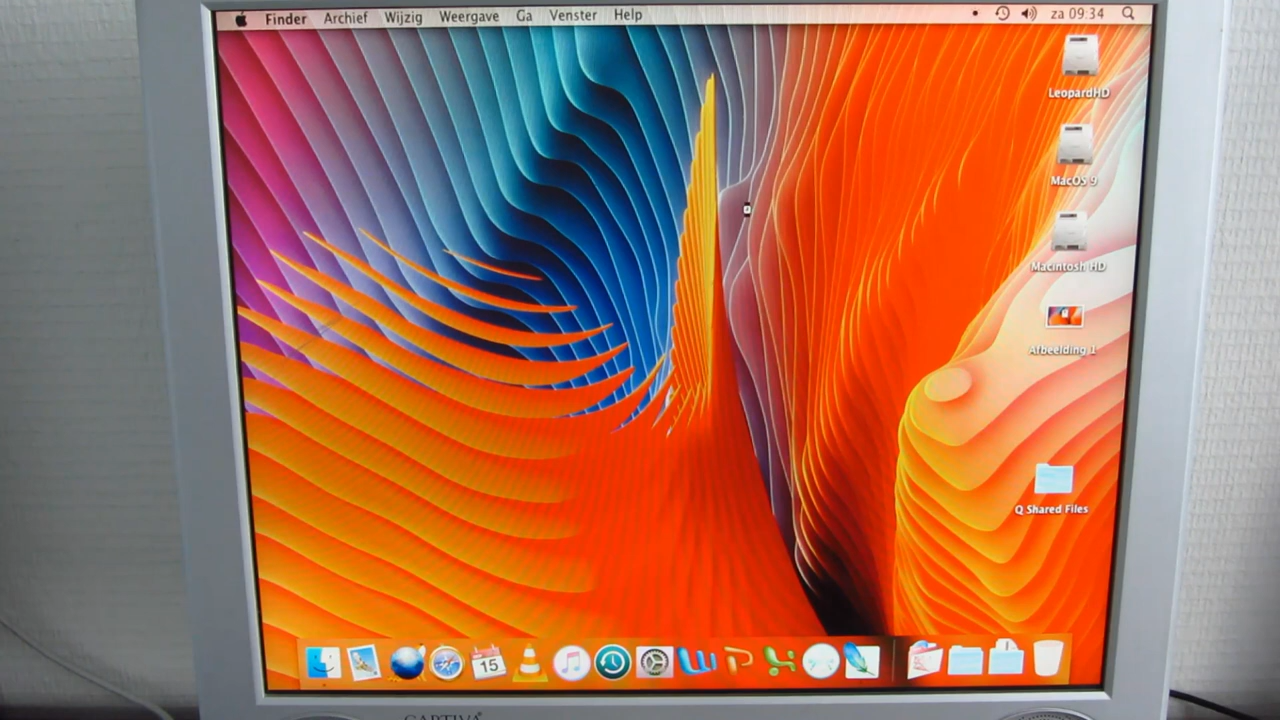 Finder Archief Wijzig Weergave Ga Venster Help za 09:34
LeopardHD
MacOS 9
Macintosh HD
Afbeelding 1
Q Shared Files
15
CAPTIVA